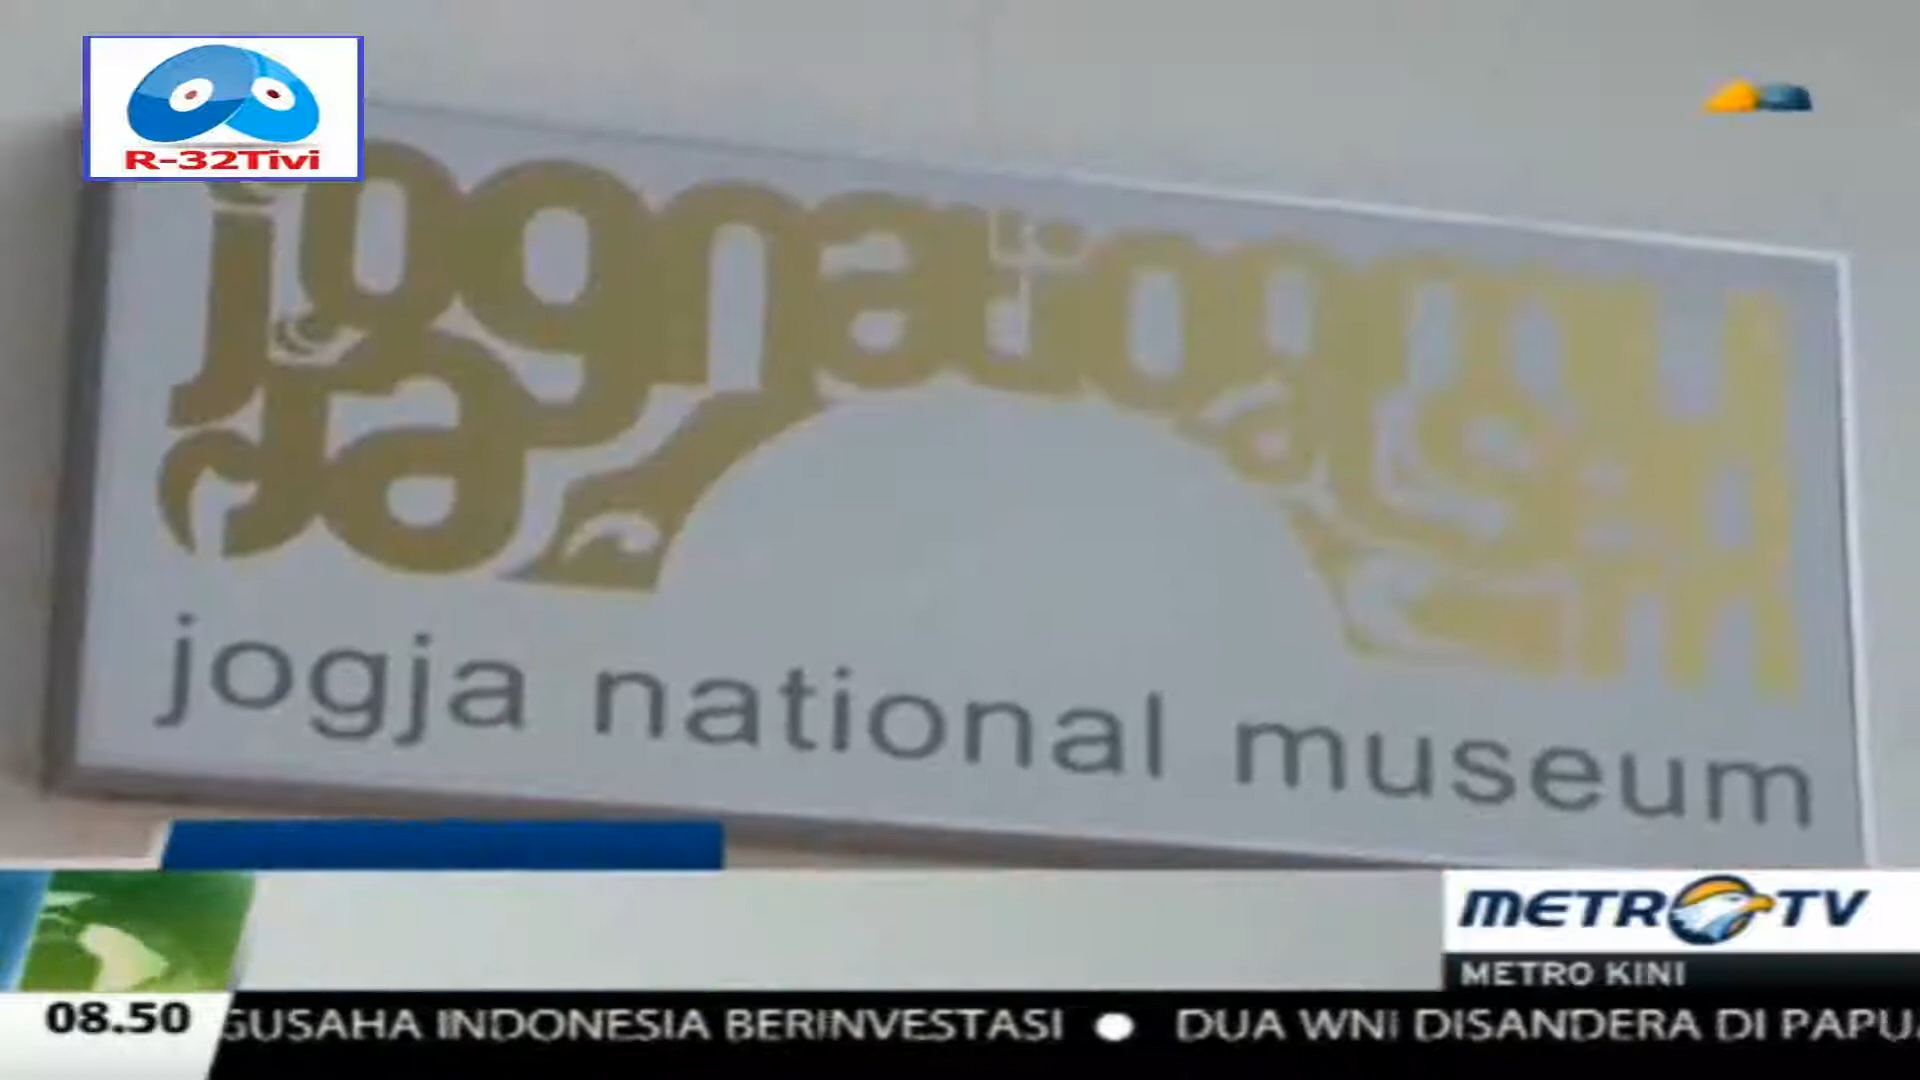 R-32Tivi
jogja national museum
METRO TV
METRO KINI
08.50
GUSAHA INDONESIA BERINVESTASI ● DUA WNI DISANDERA DI PAPUA